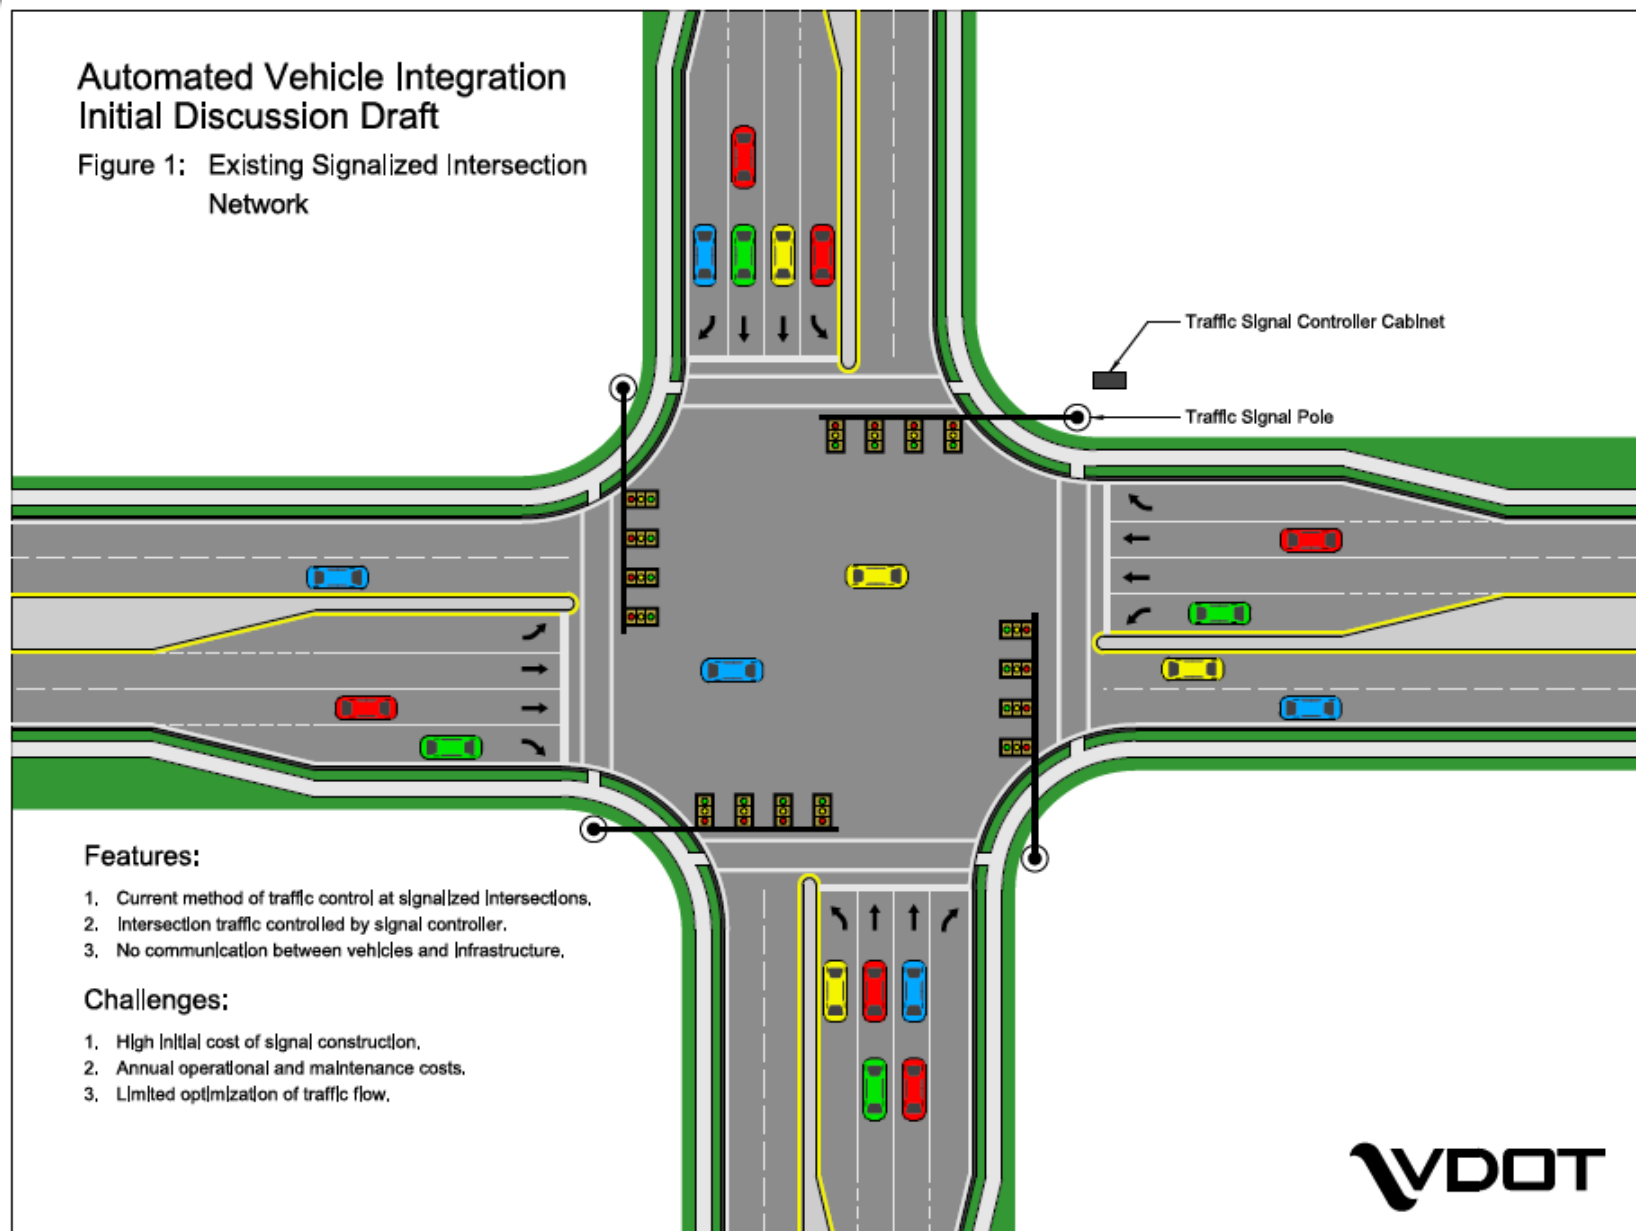 Automated Vehicle Integration
Initial Discussion Draft
Figure 1: Existing Signalized Intersection
Network
Traffic Signal Controller Cabinet
Traffic Signal Pole
Features:
1. Current method of traffic control at signalized intersections.
2. Intersection traffic controlled by signal controller.
3. No communication between vehicles and infrastructure.
Challenges:
1. High initial cost of signal construction.
2. Annual operational and maintenance costs.
3. Limited optimization of traffic flow.
VDOT